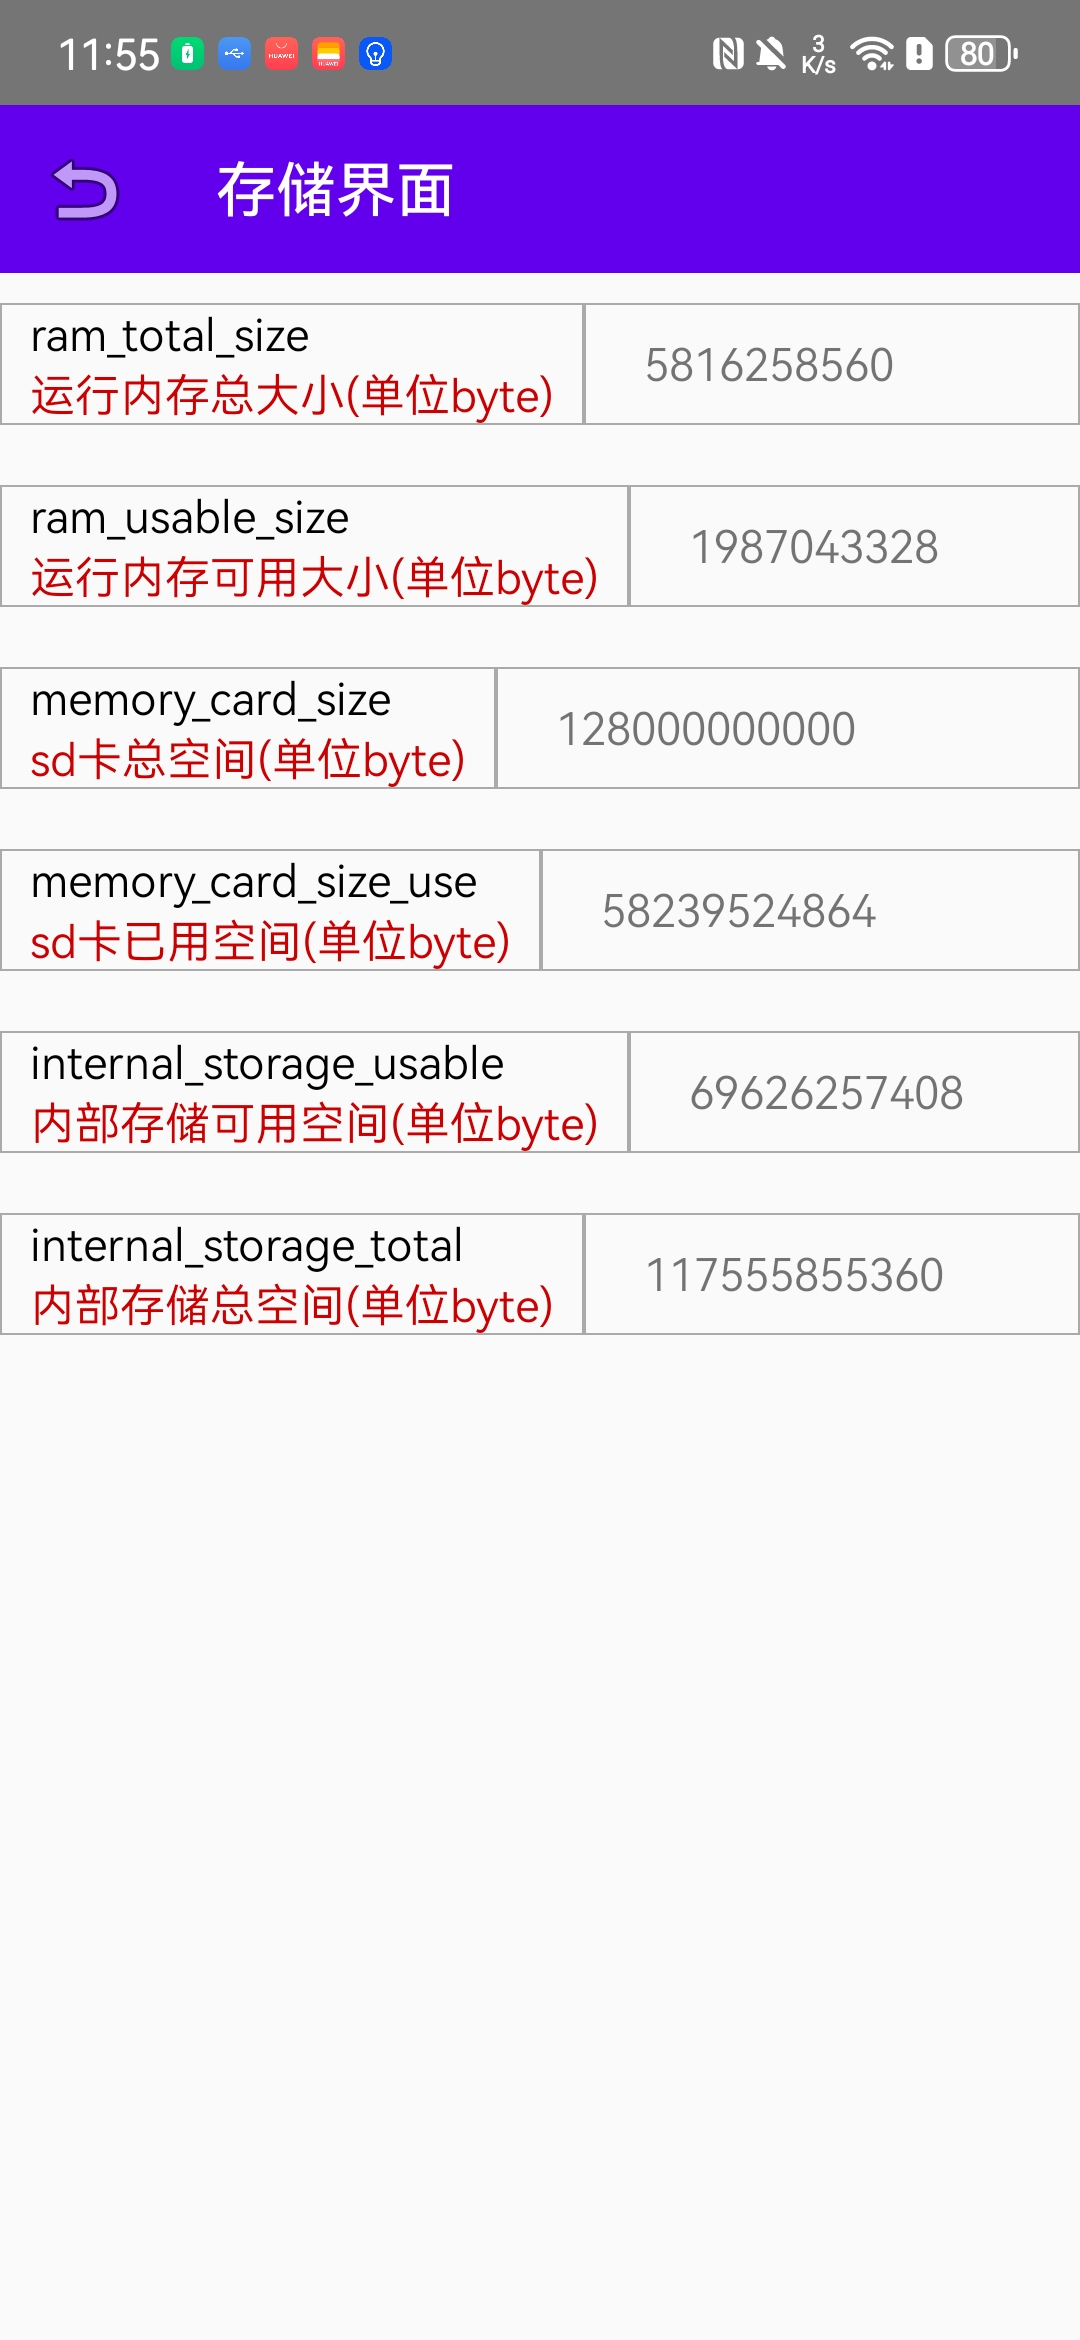 11:55
HUAWEI
HUAWEI
3
K/s
80
存储界面
ram_total_size
运行内存总大小(单位byte)
5816258560
ram_usable_size
运行内存可用大小(单位byte)
1987043328
memory_card_size
sd卡总空间(单位byte)
128000000000
memory_card_size_use
sd卡已用空间(单位byte)
58239524864
internal_storage_usable
内部存储可用空间(单位byte)
69626257408
internal_storage_total
内部存储总空间(单位byte)
117555855360